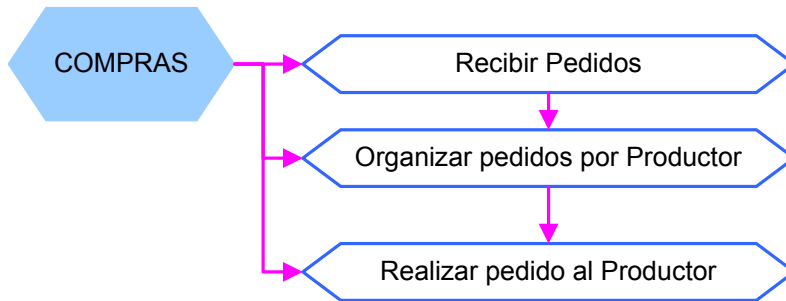 COMPRAS
Recibir Pedidos
Organizar pedidos por Productor
Realizar pedido al Productor